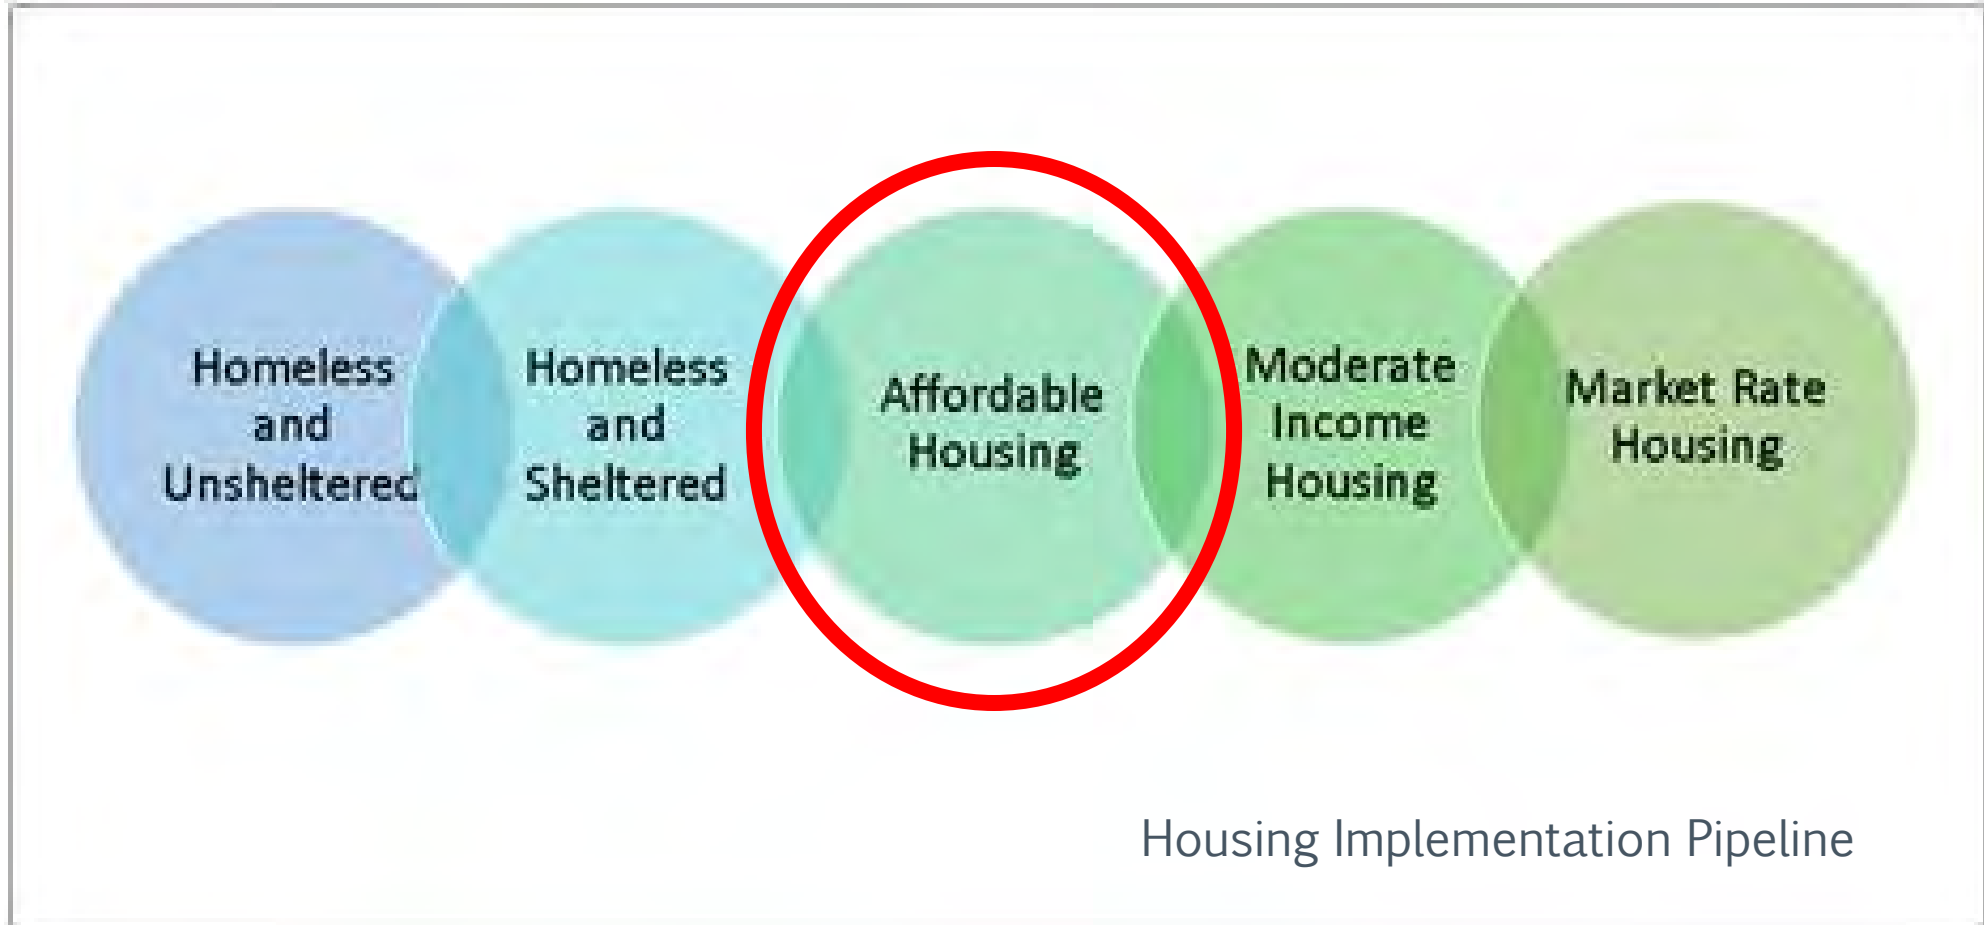 Homeless
and
Unsheltered
Homeless
and
Sheltered
Affordable
Housing
Moderate
Income
Housing
Market Rate
Housing
Housing Implementation Pipeline